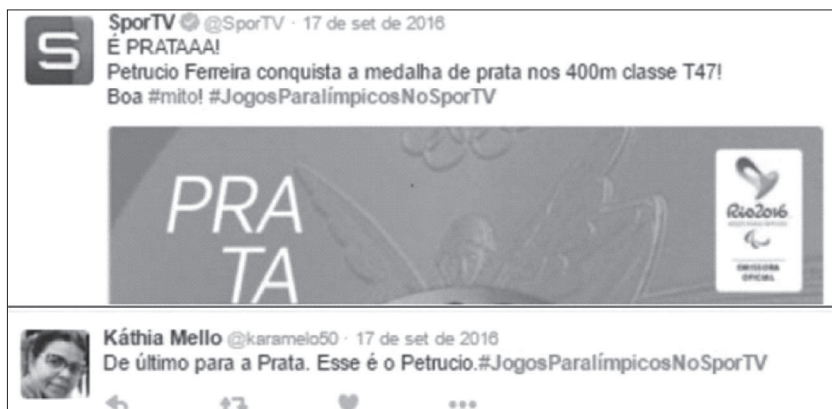 SporTV @SporTV · 17 de set de 2016
É PRATAAA!
Petrucio Ferreira conquista a medalha de prata nos 400m classe T47!
Boa #mito! #JogosParalímpicosNoSporTV
PRA
TA
Rio2016
EMISSORA
OFICIAL
Káthia Mello @karamelo50 · 17 de set de 2016
De último para a Prata. Esse é o Petrucio.#JogosParalímpicosNoSporTV